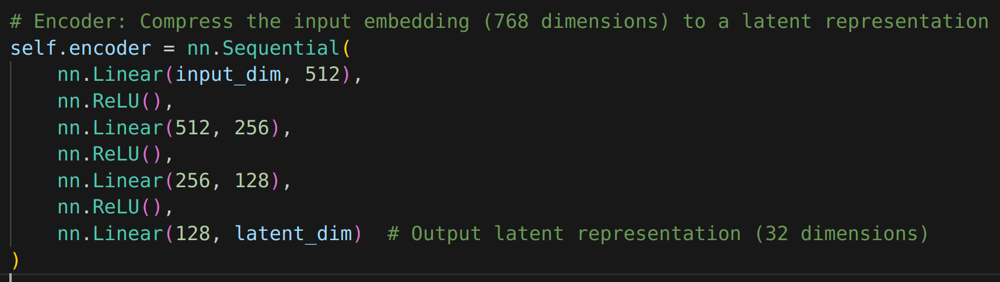 # Encoder: Compress the input embedding (768 dimensions) to a latent representation
self.encoder = nn.Sequential(
    nn.Linear(input_dim, 512),
    nn.ReLU(),
    nn.Linear(512, 256),
    nn.ReLU(),
    nn.Linear(256, 128),
    nn.ReLU(),
    nn.Linear(128, latent_dim)  # Output latent representation (32 dimensions)
)